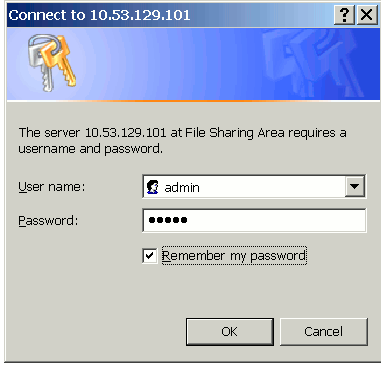 Connect to 10.53.129.101
The server 10.53.129.101 at File Sharing Area requires a
username and password.
User name:
admin
Password:
•••••
Remember my password
OK
Cancel